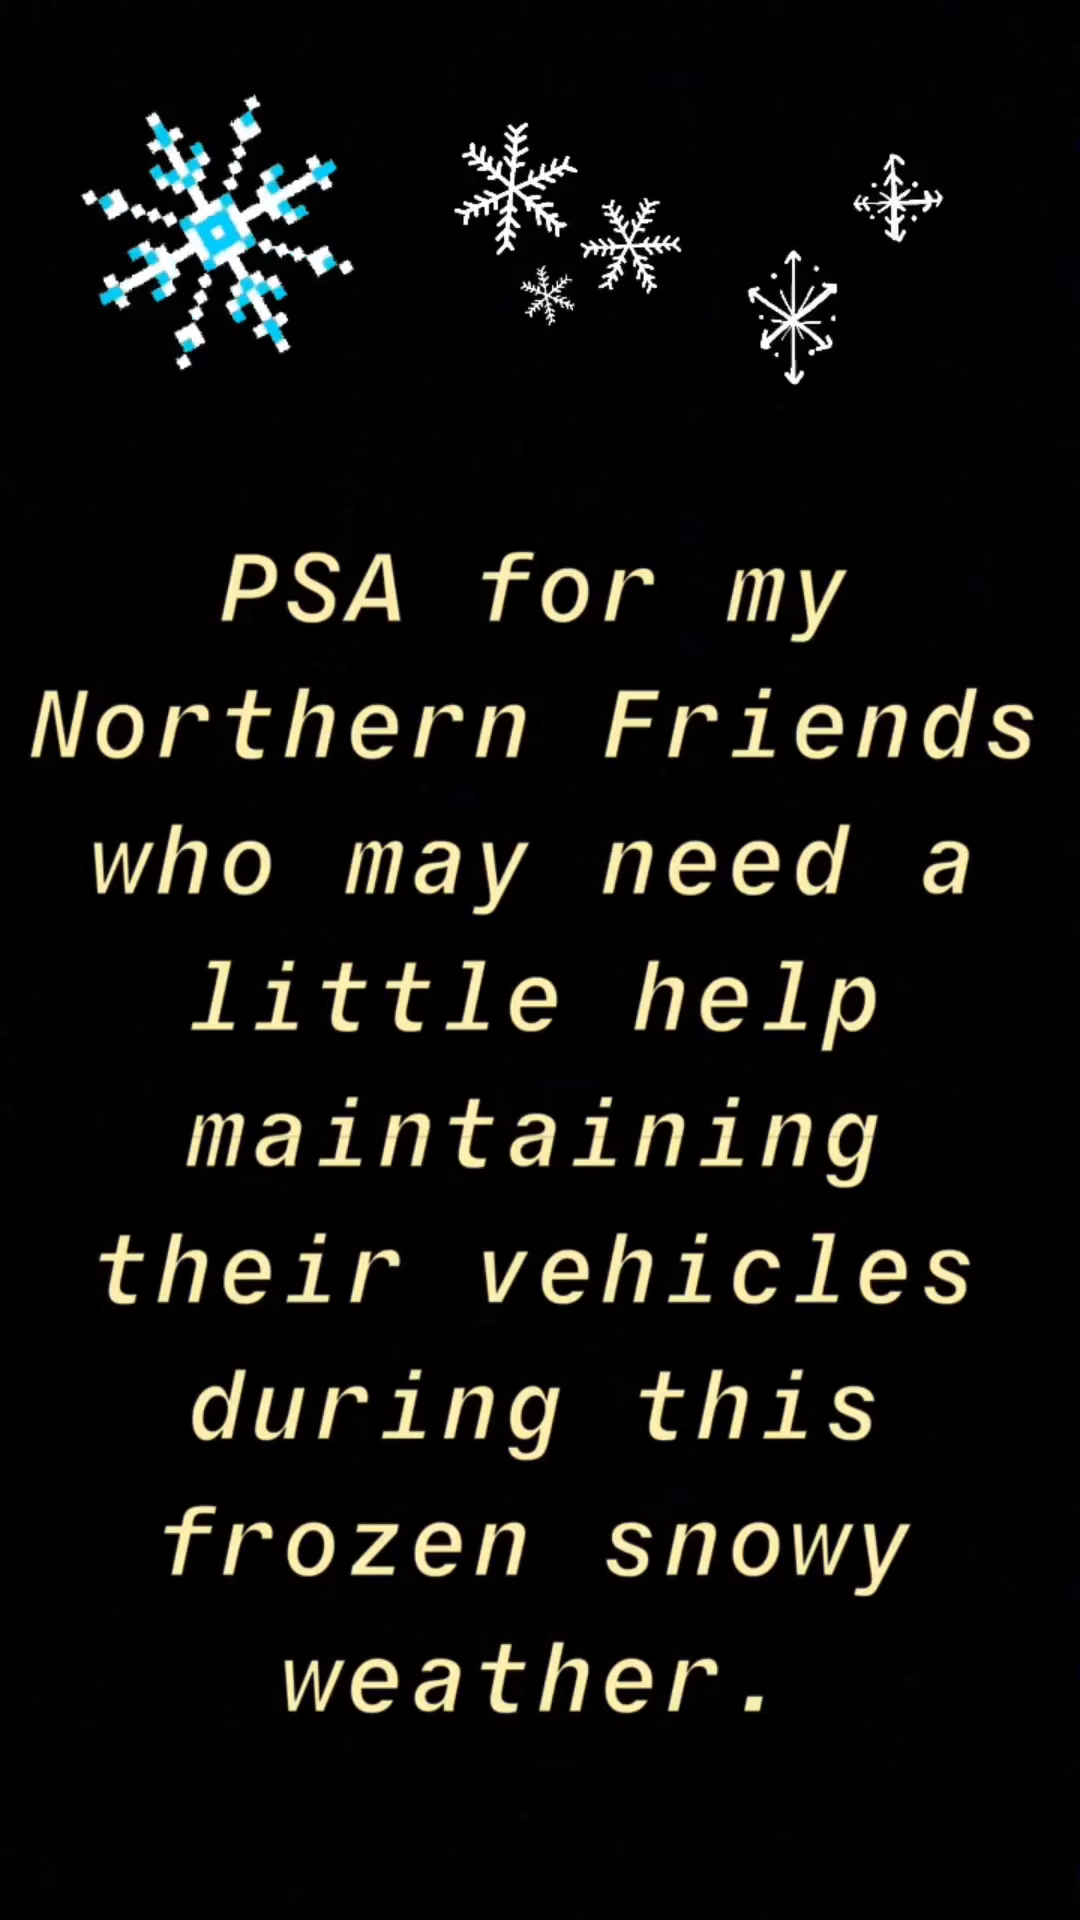 PSA for my
Northern Friends
who may need a
little help
maintaining
their vehicles
during this
frozen snowy
weather.